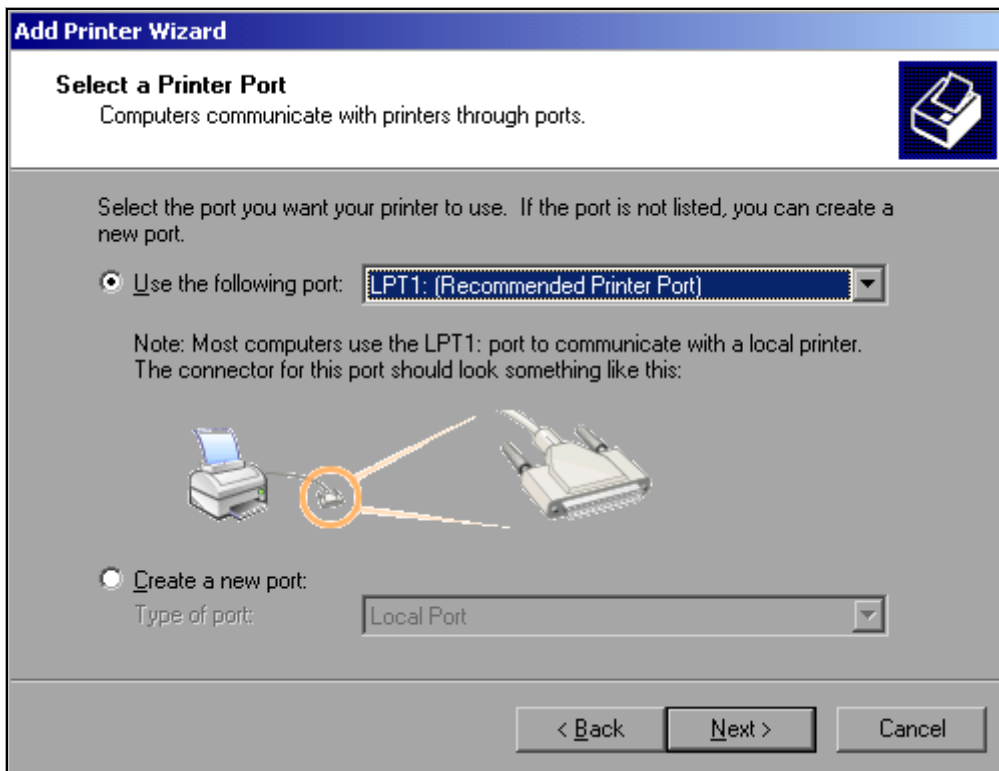 Add Printer Wizard
Select a Printer Port
Computers communicate with printers through ports.
Select the port you want your printer to use.  If the port is not listed, you can create a
new port.
Use the following port: LPT1: (Recommended Printer Port)
Note: Most computers use the LPT1: port to communicate with a local printer.
The connector for this port should look something like this:
Create a new port:
Type of port: Local Port
< Back Next > Cancel